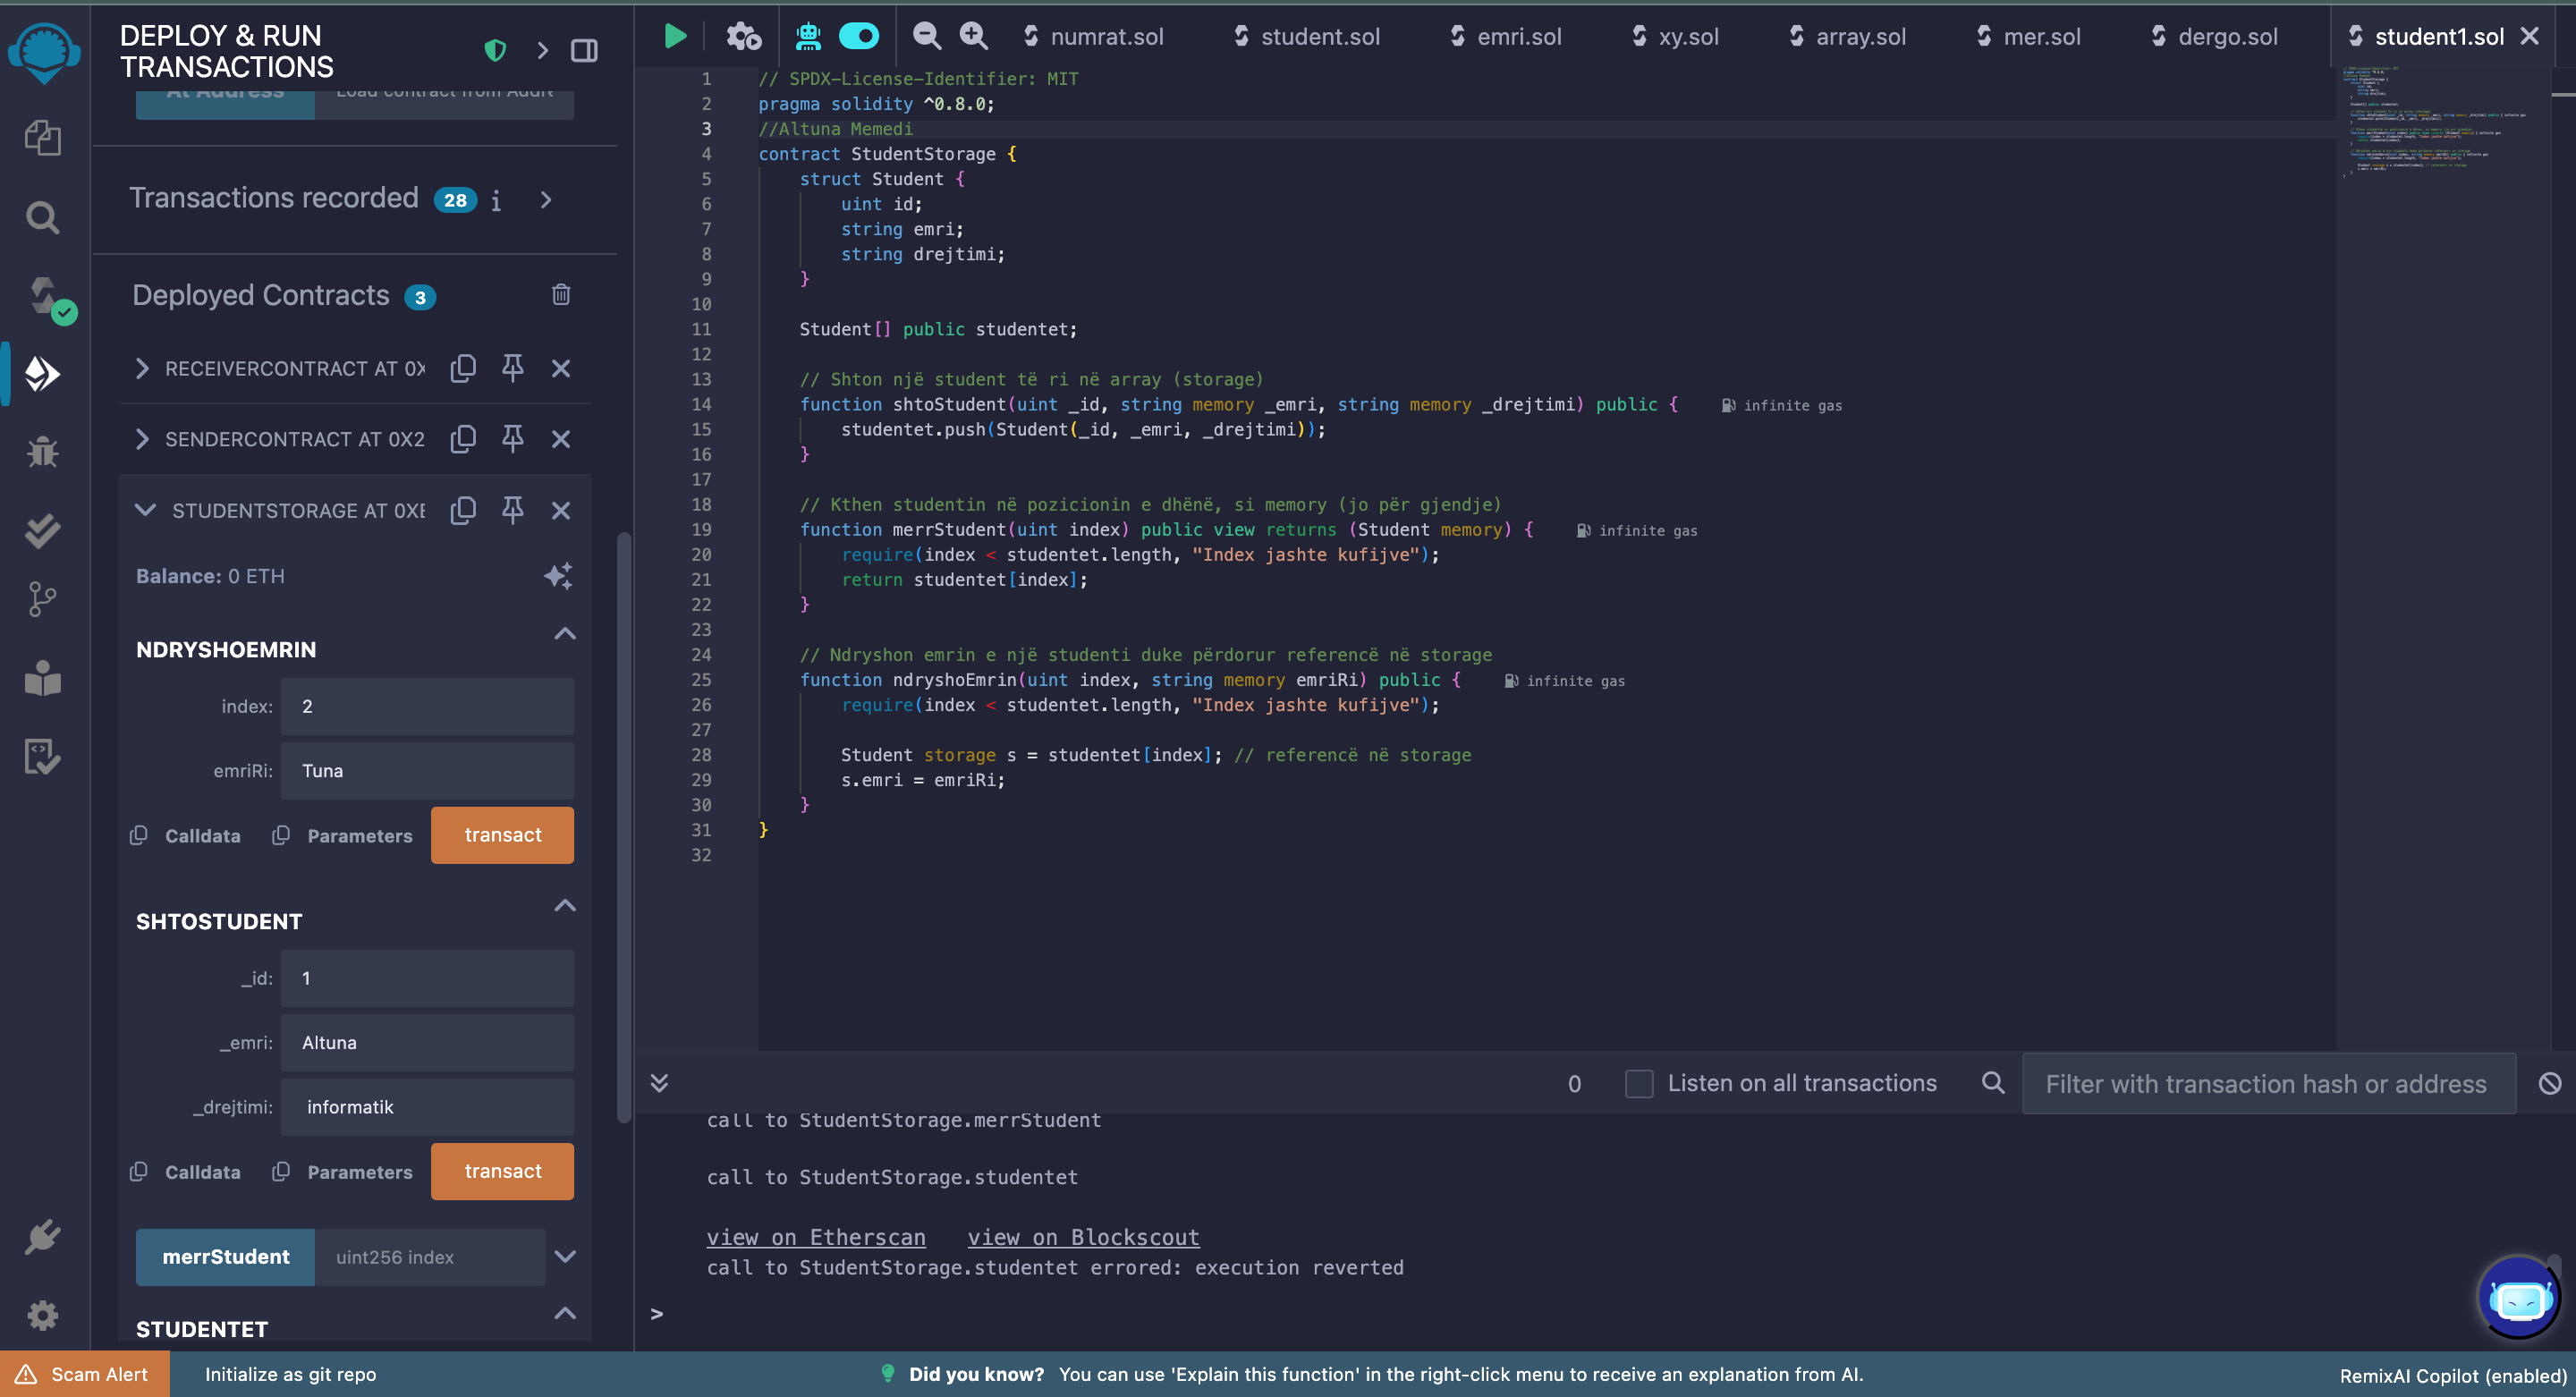 DEPLOY & RUN
TRANSACTIONS
At Address
Load contract from Addre
Transactions recorded 28 i
Deployed Contracts 3
RECEIVERCONTRACT AT 0X
SENDERCONTRACT AT 0X2
STUDENTSTORAGE AT 0XE
Balance: 0 ETH
NDRYSHOEMRIN
index: 2
emriRi: Tuna
Calldata Parameters transact
SHTOSTUDENT
_id: 1
_emri: Altuna
_drejtimi: informatik
Calldata Parameters transact
merrStudent uint256 index
STUDENTET
numrat.sol student.sol emri.sol xy.sol array.sol mer.sol dergo.sol student1.sol
1 // SPDX-License-Identifier: MIT
2 pragma solidity ^0.8.0;
3 //Altuna Memedi
4 contract StudentStorage {
5 struct Student {
6 uint id;
7 string emri;
8 string drejtimi;
9 }
10
11 Student[] public studentet;
12
13 // Shton një student të ri në array (storage)
14 function shtoStudent(uint _id, string memory _emri, string memory _drejtimi) public { infinite gas
15 studentet.push(Student(_id, _emri, _drejtimi));
16 }
17
18 // Kthen studentin në pozicionin e dhënë, si memory (jo për gjendje)
19 function merrStudent(uint index) public view returns (Student memory) { infinite gas
20 require(index < studentet.length, "Index jashte kufijve");
21 return studentet[index];
22 }
23
24 // Ndryshon emrin e një studenti duke përdorur referencë në storage
25 function ndryshoEmrin(uint index, string memory emriRi) public { infinite gas
26 require(index < studentet.length, "Index jashte kufijve");
27
28 Student storage s = studentet[index]; // referencë në storage
29 s.emri = emriRi;
30 }
31 }
32
0 Listen on all transactions Filter with transaction hash or address
call to StudentStorage.merrStudent
call to StudentStorage.studentet
view on Etherscan view on Blockscout
call to StudentStorage.studentet errored: execution reverted
>
Scam Alert Initialize as git repo Did you know? You can use 'Explain this function' in the right-click menu to receive an explanation from AI. RemixAI Copilot (enabled)